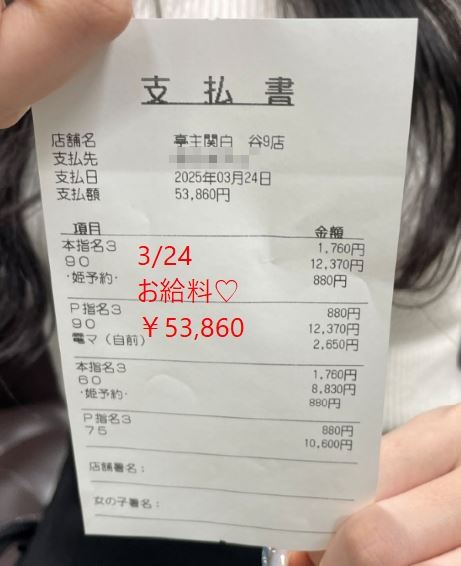 支払書
店舗名 亭主関白 谷9店
支払先
支払日 2025年03月24日
支払額 53,860円
項目 金額
本指名3 1,760円
90 12,370円
・姫予約・ 880円
3/24
お給料♡
￥53,860
P指名3 880円
90 12,370円
電マ(自前) 2,650円
本指名3 1,760円
60 8,830円
・姫予約・ 880円
P指名3 880円
75 10,600円
店舗署名：
女の子署名：